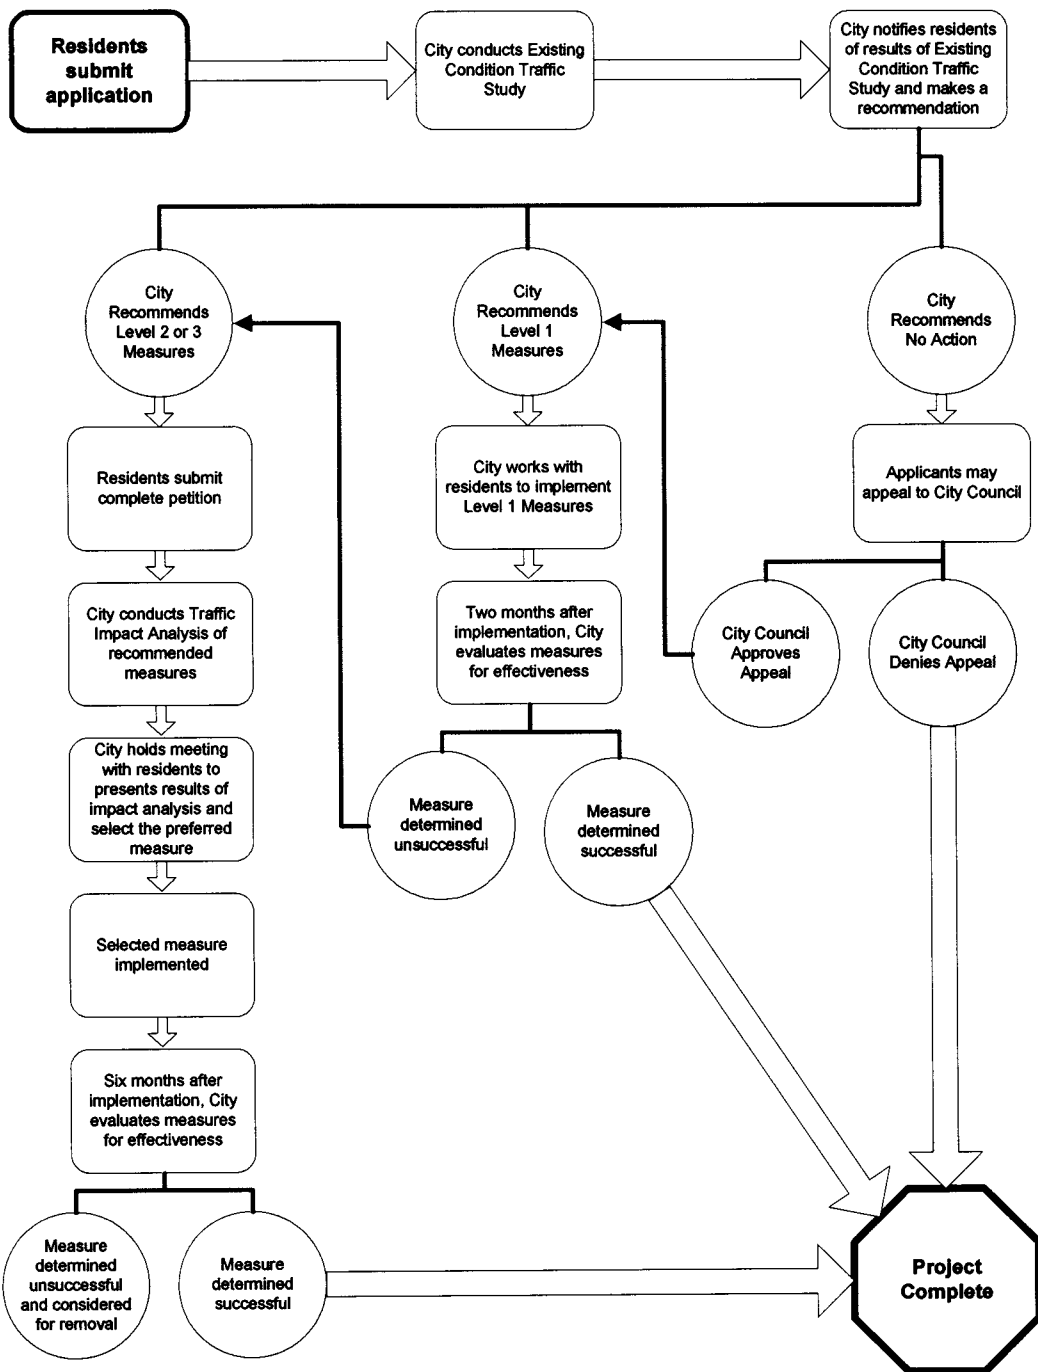 Residents
submit
application
City conducts Existing
Condition Traffic
Study
City notifies residents
of results of Existing
Condition Traffic
Study and makes a
recommendation
City
Recommends
Level 2 or 3
Measures
City
Recommends
Level 1
Measures
City
Recommends
No Action
Residents submit
complete petition
City works with
residents to implement
Level 1 Measures
Applicants may
appeal to City Council
City conducts Traffic
Impact Analysis of
recommended
measures
Two months after
implementation, City
evaluates measures
for effectiveness
City Council
Approves
Appeal
City Council
Denies Appeal
City holds meeting
with residents to
presents results of
impact analysis and
select the preferred
measure
Measure
determined
unsuccessful
Measure
determined
successful
Selected measure
implemented
Six months after
implementation, City
evaluates measures
for effectiveness
Measure
determined
unsuccessful
and considered
for removal
Measure
determined
successful
Project
Complete